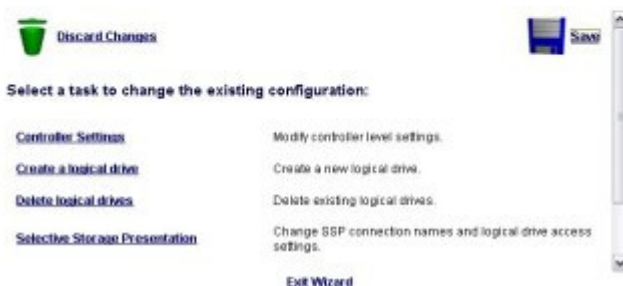 Discard Changes
Save
Select a task to change the existing configuration:
Controller Settings
Modify controller level settings.
Create a logical drive
Create a new logical drive.
Delete logical drives
Delete existing logical drives.
Selective Storage Presentation
Change SSP connection names and logical drive access
settings.
Exit Wizard